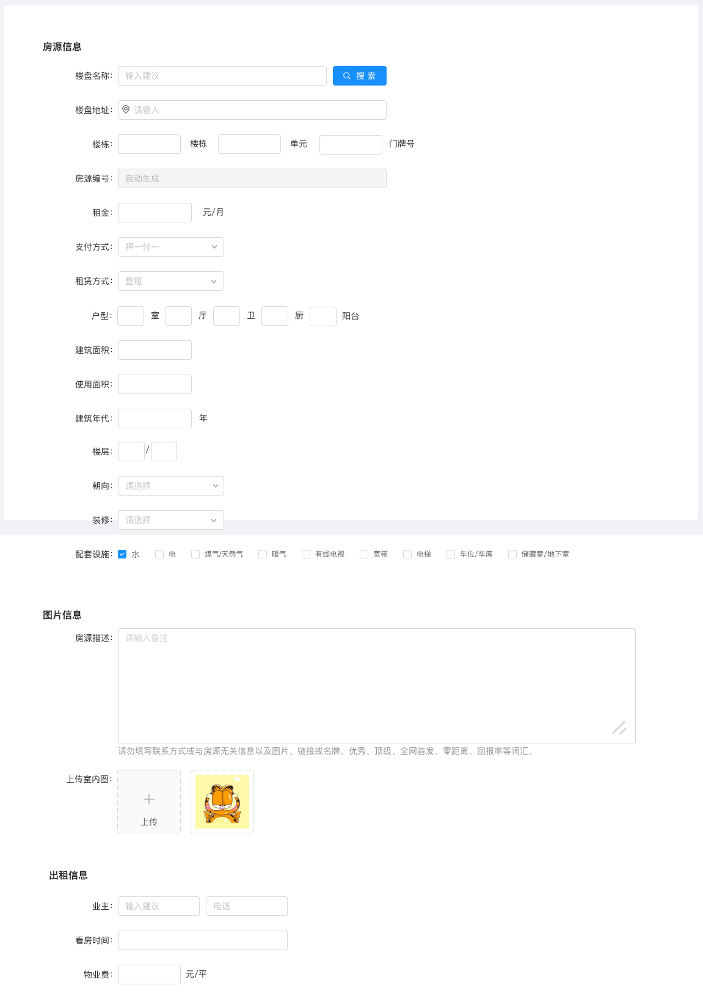 房源信息
楼盘名称： 输入建议 搜 索
楼盘地址： 请输入
楼栋： 楼栋 单元 门牌号
房源编号： 自动生成
租金： 元/月
支付方式： 押一付一
租赁方式： 整租
户型： 室 厅 卫 厨 阳台
建筑面积：
使用面积：
建筑年代： 年
楼层： /
朝向： 请选择
装修： 请选择
配套设施： 水 电 煤气/天然气 暖气 有线电视 宽带 电梯 车位/车库 储藏室/地下室
图片信息
房源描述： 请输入备注
请勿填写联系方式或与房源无关信息以及图片、链接或名牌、优秀、顶级、全网首发、零距离、回报率等词汇。
上传室内图：
上传
出租信息
业主： 输入建议 电话
看房时间：
物业费： 元/平